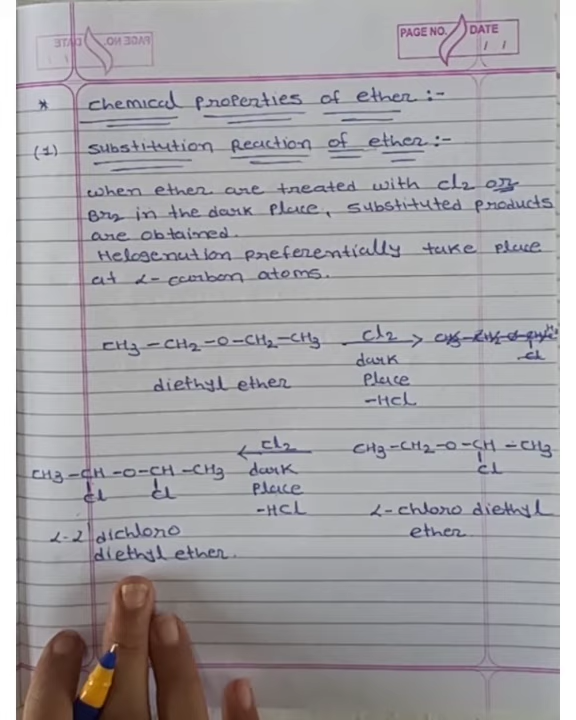 PAGE NO. DATE
/ /
* Chemical Properties of ether :-
(1) Substitution Reaction of ether :-
when ether are treated with Cl2 or
Br2 in the dark place, substituted products
are obtained.
Helogenation preferentially take place
at α-carbon atoms.
CH3-CH2-O-CH2-CH3 Cl2 >
dark
diethyl ether place
-HCl
Cl
CH3-CH-O-CH-CH3 < Cl2 CH3-CH2-O-CH-CH3
Cl Cl dark Cl
place
-HCl α-chloro diethyl
α-α' dichloro ether
diethyl ether.